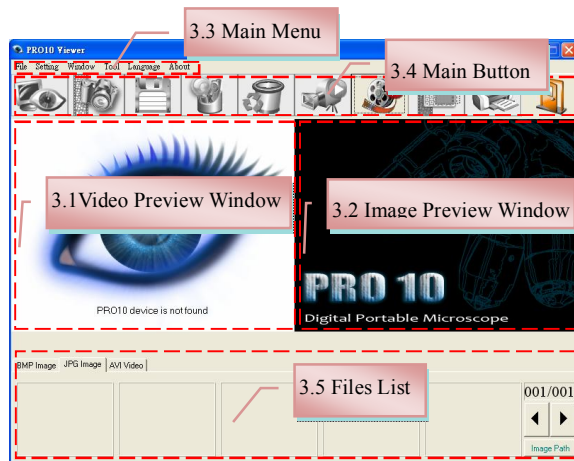 3.3 Main Menu
PRO10 Viewer
File Setting Window Tool Language About
3.4 Main Button
3.1Video Preview Window
3.2 Image Preview Window
PRO 10
PRO10 device is not found
Digital Portable Microscope
BMP Image JPG Image AVI Video
3.5 Files List
001/001
Image Path